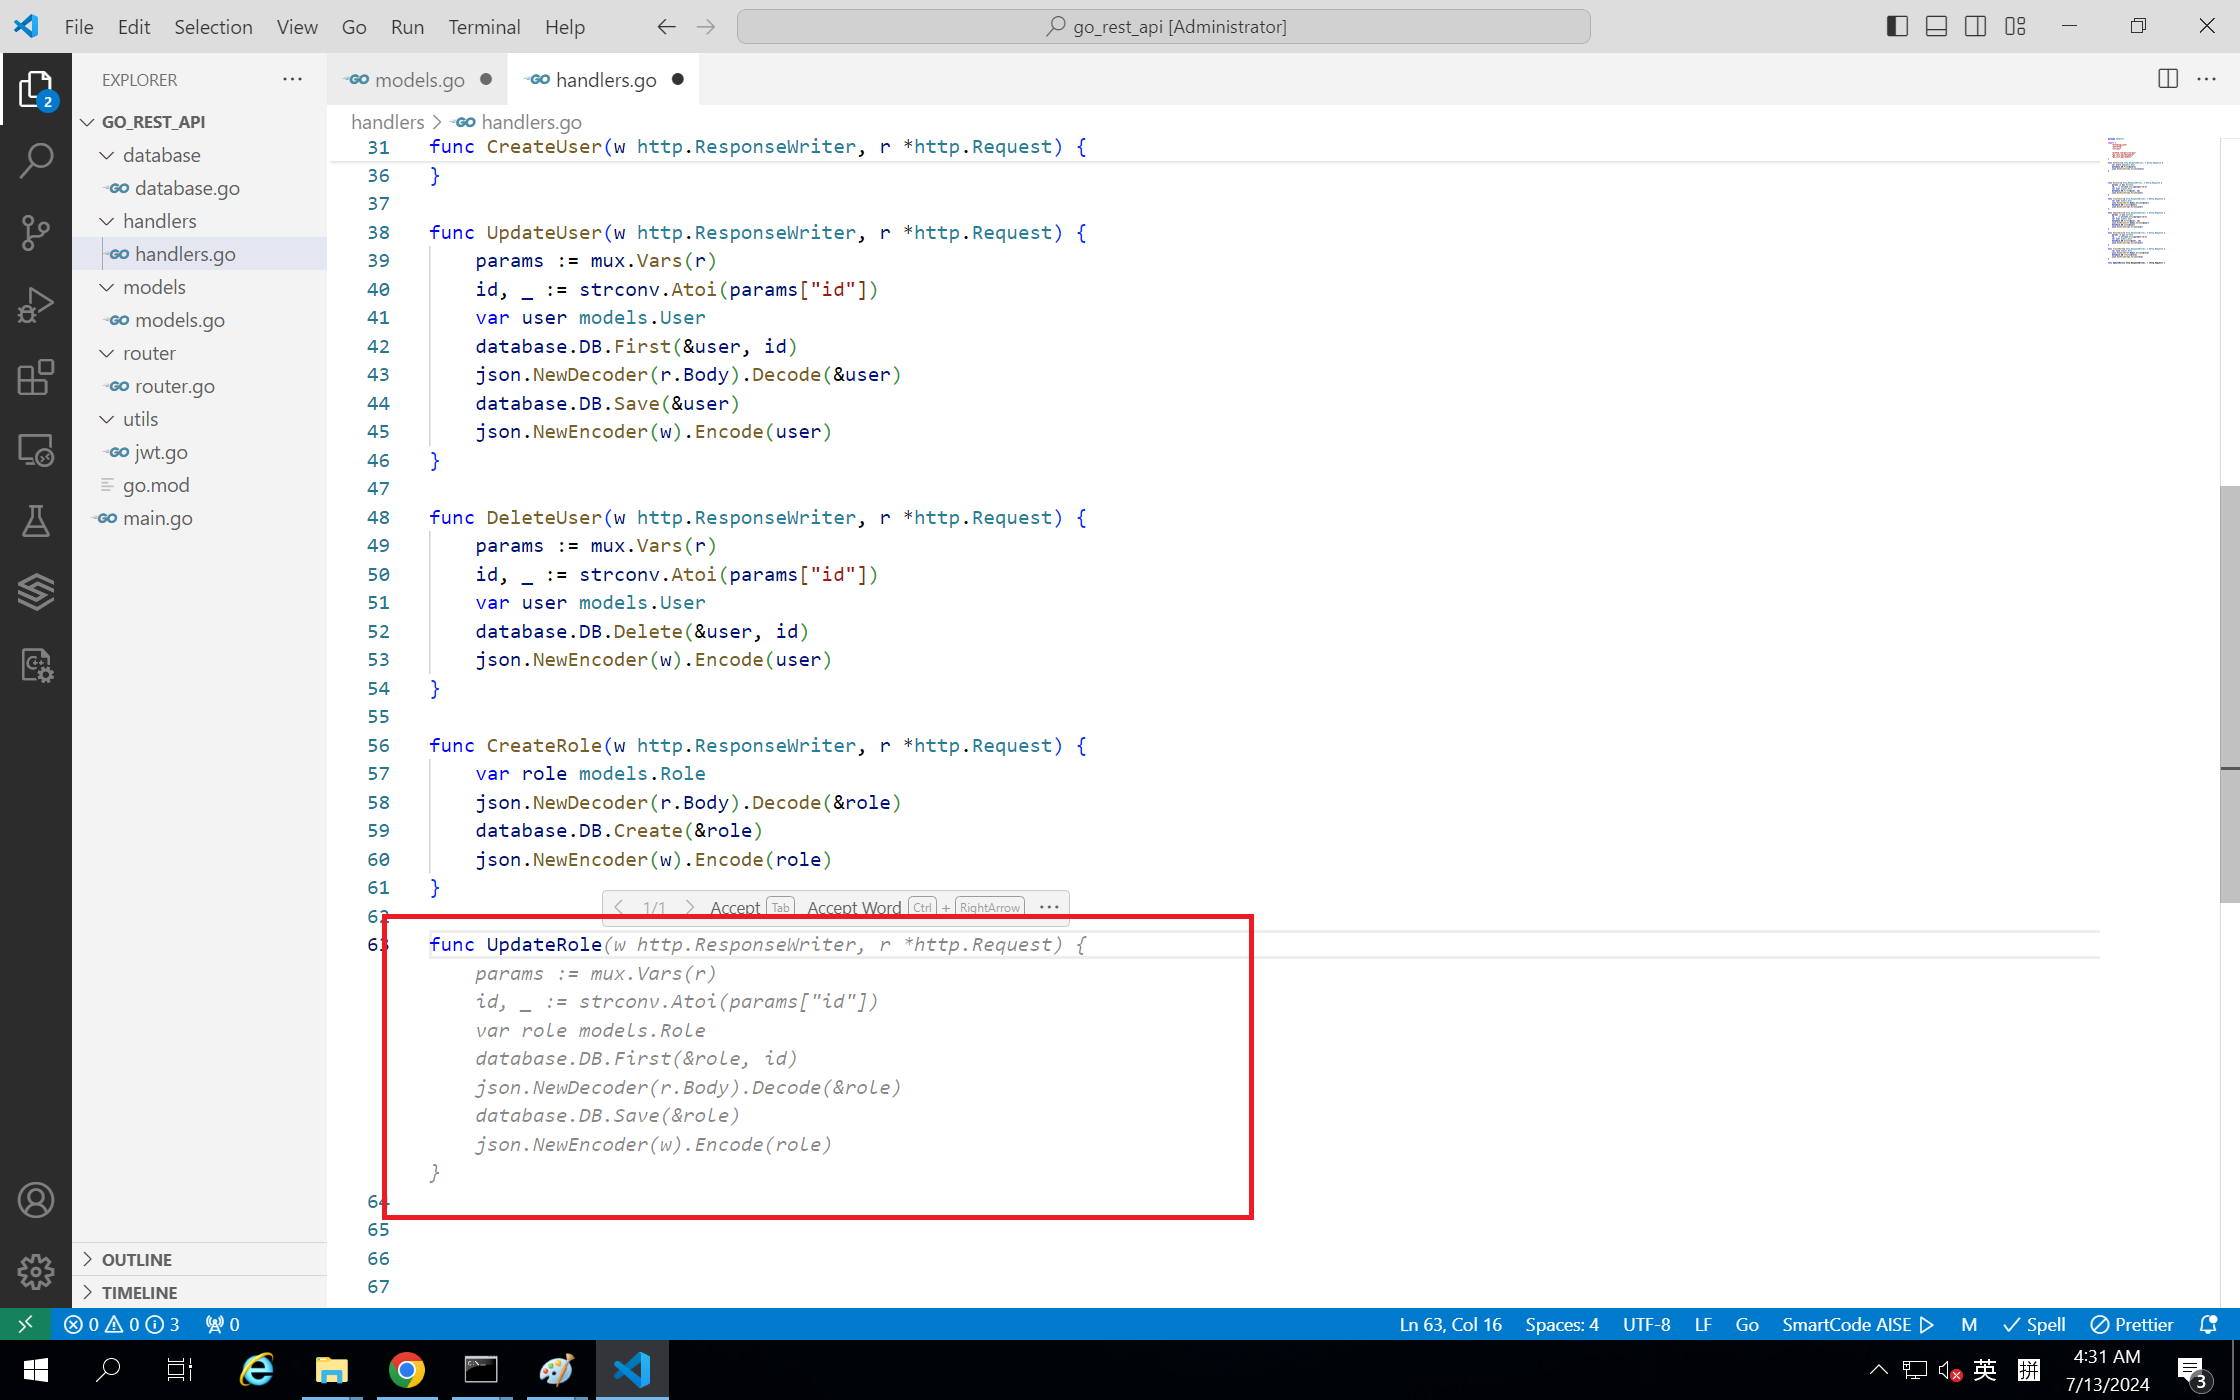 File Edit Selection View Go Run Terminal Help go_rest_api [Administrator]
EXPLORER
models.go
handlers.go
GO_REST_API
database
database.go
handlers
handlers.go
models
models.go
router
router.go
utils
jwt.go
go.mod
main.go
OUTLINE
TIMELINE
2
handlers > handlers.go
31 func CreateUser(w http.ResponseWriter, r *http.Request) {
36 }
37
38 func UpdateUser(w http.ResponseWriter, r *http.Request) {
39 params := mux.Vars(r)
40 id, _ := strconv.Atoi(params["id"])
41 var user models.User
42 database.DB.First(&user, id)
43 json.NewDecoder(r.Body).Decode(&user)
44 database.DB.Save(&user)
45 json.NewEncoder(w).Encode(user)
46 }
47
48 func DeleteUser(w http.ResponseWriter, r *http.Request) {
49 params := mux.Vars(r)
50 id, _ := strconv.Atoi(params["id"])
51 var user models.User
52 database.DB.Delete(&user, id)
53 json.NewEncoder(w).Encode(user)
54 }
55
56 func CreateRole(w http.ResponseWriter, r *http.Request) {
57 var role models.Role
58 json.NewDecoder(r.Body).Decode(&role)
59 database.DB.Create(&role)
60 json.NewEncoder(w).Encode(role)
61 }
62
< 1/1 > Accept Tab Accept Word Ctrl + RightArrow ...
63 func UpdateRole(w http.ResponseWriter, r *http.Request) {
params := mux.Vars(r)
id, _ := strconv.Atoi(params["id"])
var role models.Role
database.DB.First(&role, id)
json.NewDecoder(r.Body).Decode(&role)
database.DB.Save(&role)
json.NewEncoder(w).Encode(role)
}
64
65
66
67
0 0 3 0 Ln 63, Col 16 Spaces: 4 UTF-8 LF Go SmartCode AISE M Spell Prettier
英 拼 4:31 AM
7/13/2024 3